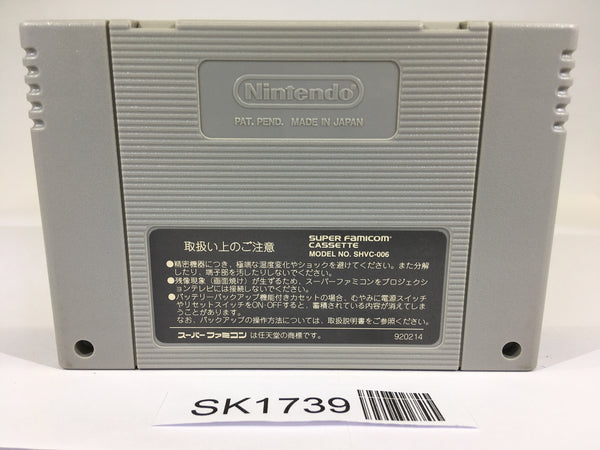 Nintendo
PAT. PEND. MADE IN JAPAN
取扱い上のご注意
SUPER FAMICOM
CASSETTE
MODEL NO. SHVC-006
●精密機器につき、極端な温度変化やショックを避けてください。また分解
したり、端子部を汚したりしないでください。
●残像現象（画面焼け）が生ずるため、スーパーファミコンをプロジェクシ
ョンテレビには接続しないでください。
●バッテリーバックアップ機能付きカセットの場合、むやみに電源スイッチ
やリセットスイッチをON・OFFすると、蓄積されている内容が消えてしま
うことがあります。
なお、バックアップの操作方法については、取扱説明書をご参照ください。
スーパーファミコンは任天堂の商標です。
920214
SK1739